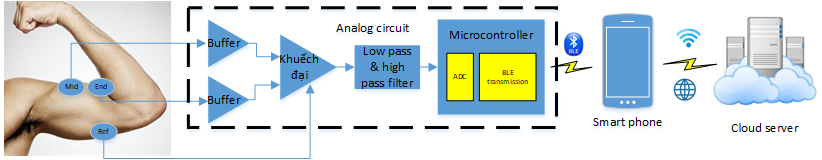 Analog circuit
Mid
End
Ref
Buffer
Buffer
Khuếch
đại
Low pass
& high
pass filter
Microcontroller
ADC
BLE
transmission
BLE
Smart phone
Cloud server